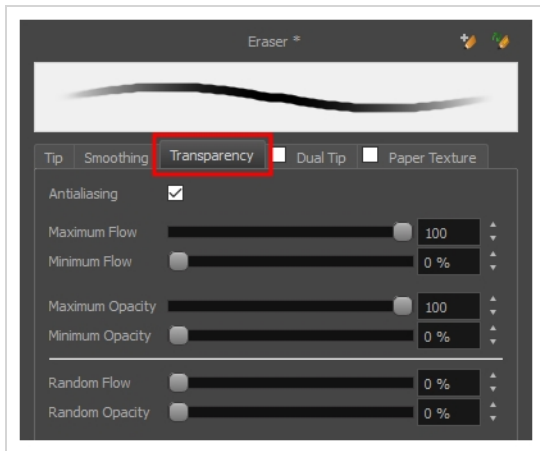 Eraser *
Tip Smoothing Transparency Dual Tip Paper Texture
Antialiasing
Maximum Flow 100
Minimum Flow 0 %
Maximum Opacity 100
Minimum Opacity 0 %
Random Flow 0 %
Random Opacity 0 %